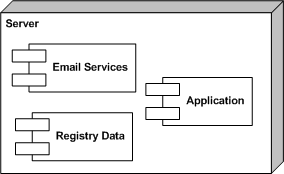 Server
Email Services
Application
Registry Data